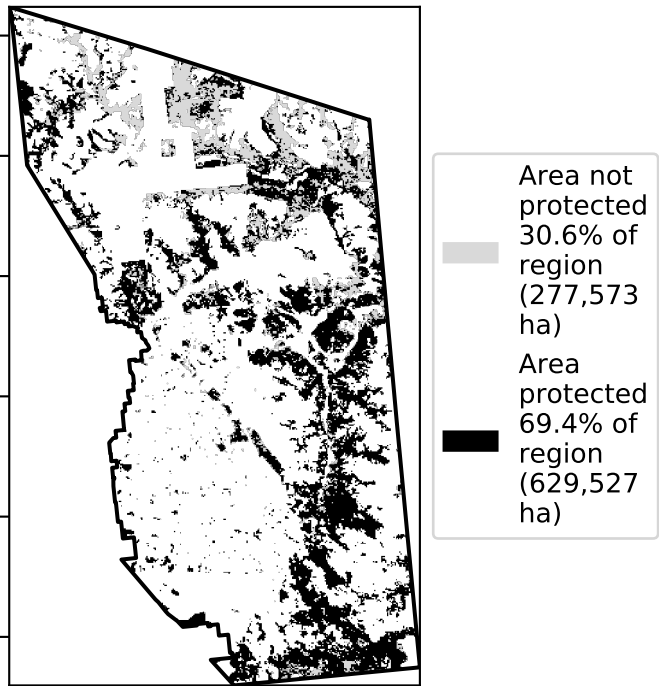 Area not
protected
30.6% of
region
(277,573
ha)
Area
protected
69.4% of
region
(629,527
ha)